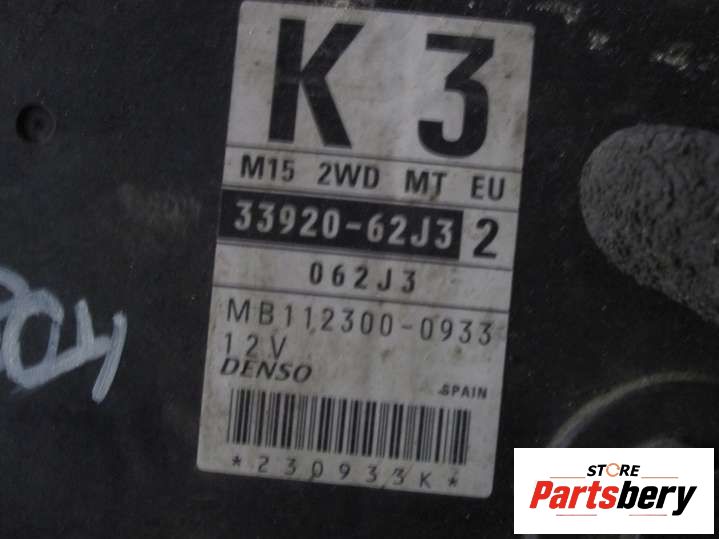 K 3
M15 2WD MT EU
33920-62J3 2
062J3
MB112300-0933
12V
DENSO
SPAIN
*230933K*
STORE
Partsbery